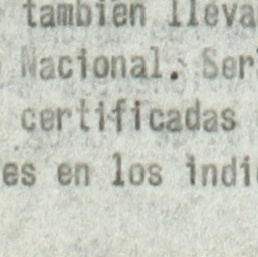 también lleva
Nacional. Ser
certificadas
es en los indi